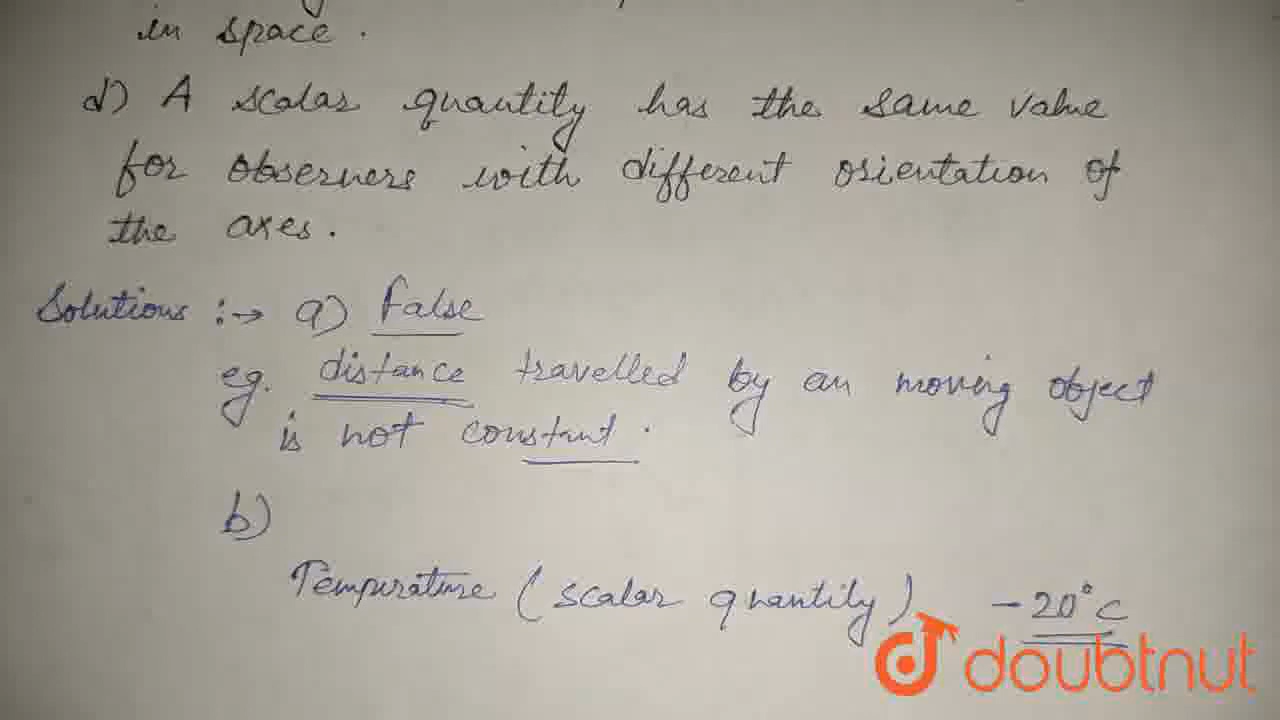 in space.
d) A scalar quantity has the same value
for observers with different orientation of
the axes.
Solutions :→ a) False
eg. distance travelled by an moving object
is not constant.
b)
Temperature (scalar quantity) -20°C
doubtnut